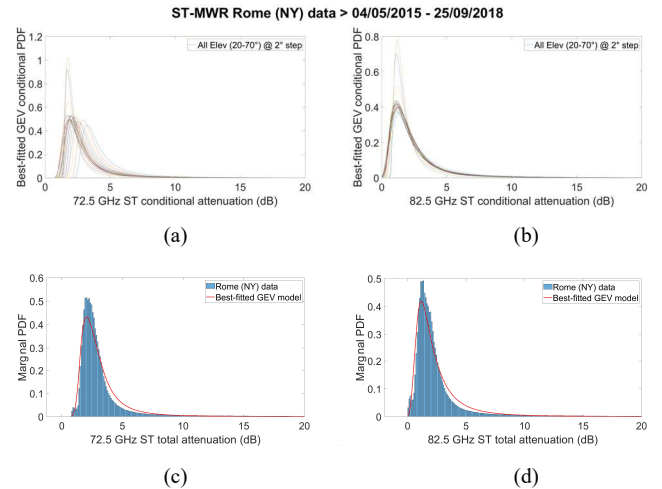 ST-MWR Rome (NY) data > 04/05/2015 - 25/09/2018
Best-fitted GEV conditional PDF
1.2
1
0.8
0.6
0.4
0.2
0
0 5 10 15 20
All Elev (20-70°) @ 2° step
72.5 GHz ST conditional attenuation (dB)
(a)
Best-fitted GEV conditional PDF
0.8
0.6
0.4
0.2
0
0 5 10 15 20
All Elev (20-70°) @ 2° step
82.5 GHz ST conditional attenuation (dB)
(b)
Marginal PDF
0.6
0.5
0.4
0.3
0.2
0.1
0
0 5 10 15 20
Rome (NY) data
Best-fitted GEV model
72.5 GHz ST total attenuation (dB)
(c)
Marginal PDF
0.5
0.4
0.3
0.2
0.1
0
0 5 10 15 20
Rome (NY) data
Best-fitted GEV model
82.5 GHz ST total attenuation (dB)
(d)